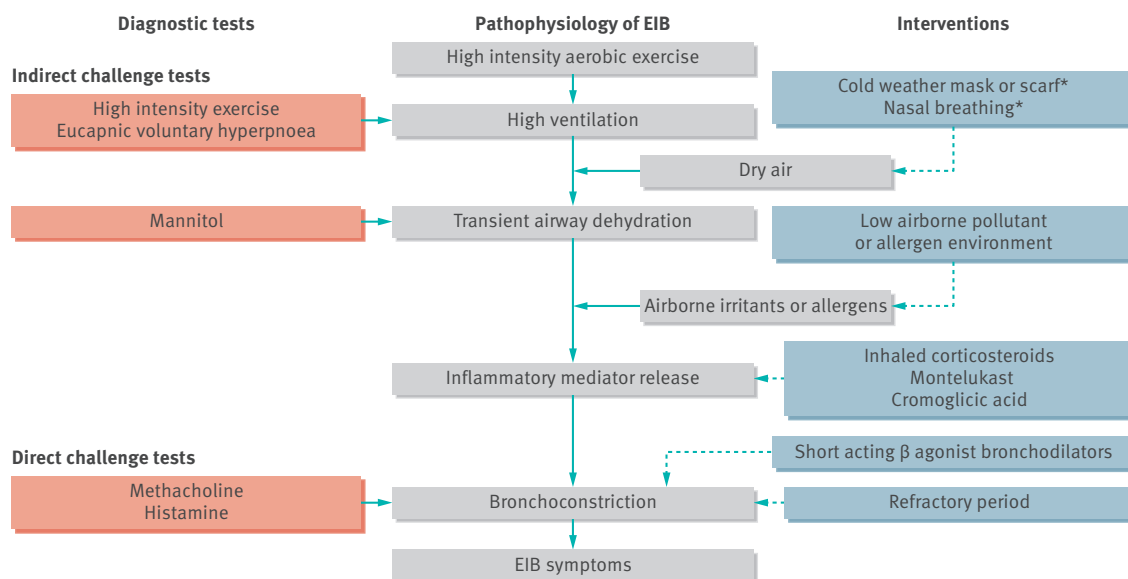 Diagnostic tests
Pathophysiology of EIB
Interventions
High intensity aerobic exercise
Indirect challenge tests
High intensity exercise
Eucapnic voluntary hyperpnoea
High ventilation
Cold weather mask or scarf*
Nasal breathing*
Dry air
Mannitol
Transient airway dehydration
Low airborne pollutant
or allergen environment
Airborne irritants or allergens
Inflammatory mediator release
Inhaled corticosteroids
Montelukast
Cromoglicic acid
Direct challenge tests
Short acting β agonist bronchodilators
Methacholine
Histamine
Bronchoconstriction
Refractory period
EIB symptoms